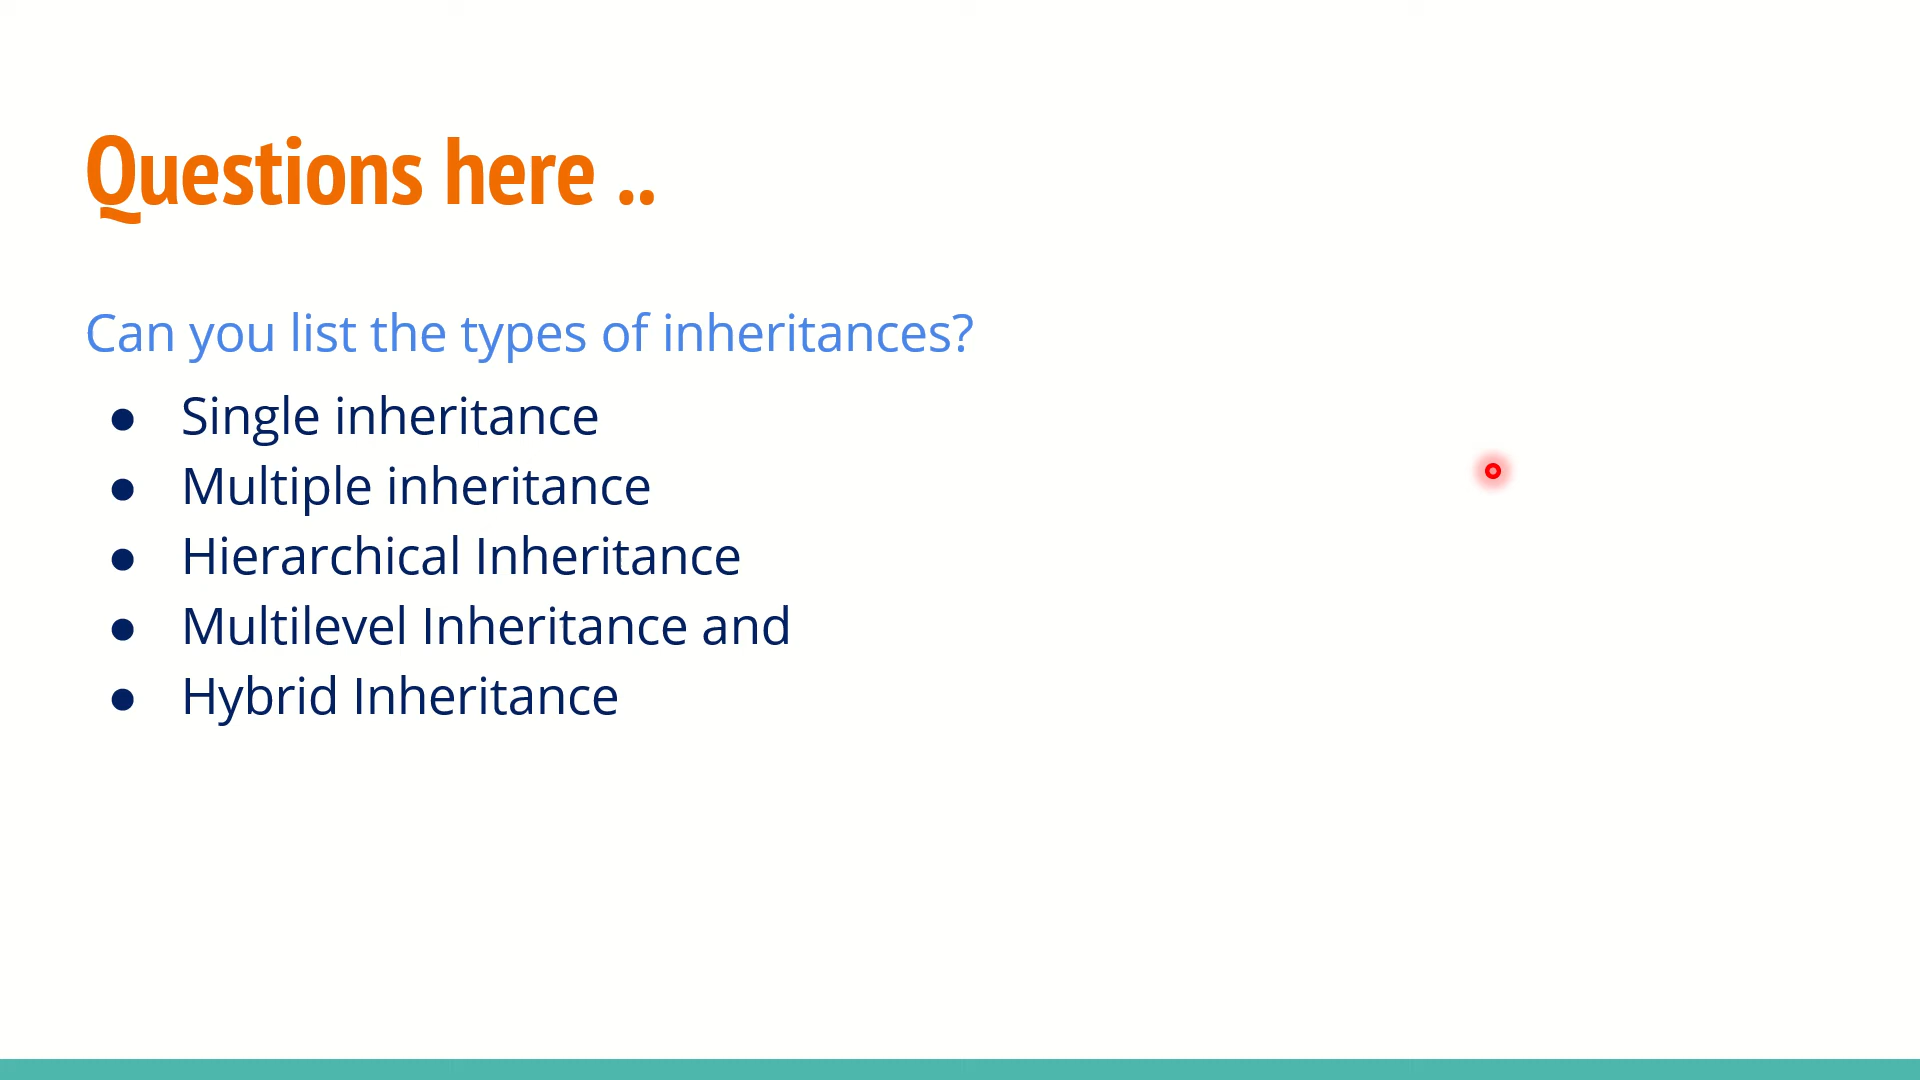 Questions here ..
Can you list the types of inheritances?
● Single inheritance
● Multiple inheritance
● Hierarchical Inheritance
● Multilevel Inheritance and
● Hybrid Inheritance